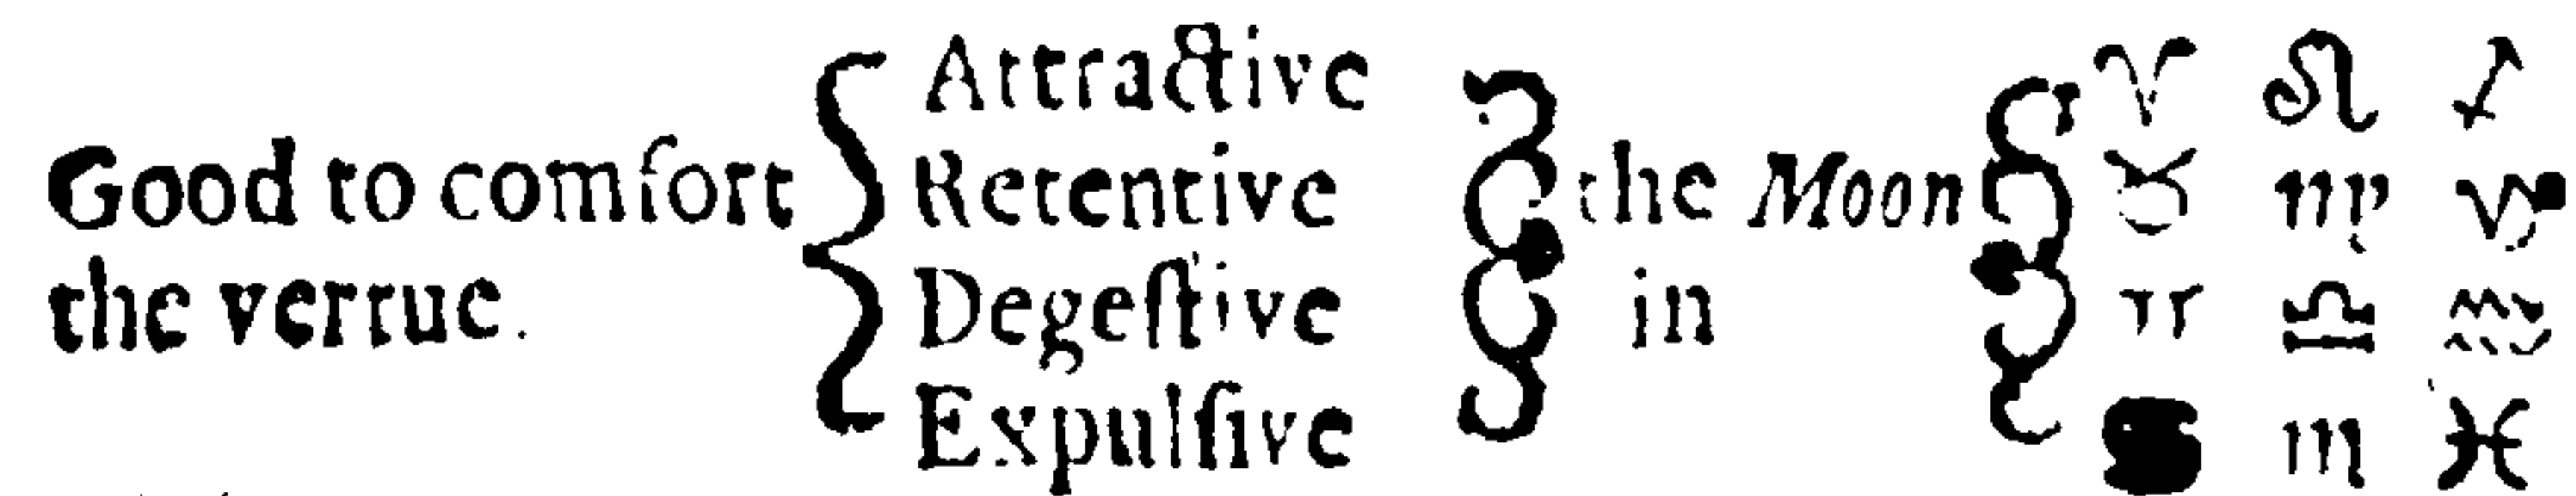 Attractive ♈ ♌ ♐
Good to comfort Retentive the Moon ♉ ♍ ♑
the vertue. Degeſtive in ♊ ♎ ♒
Expulſive ♋ ♏ ♓